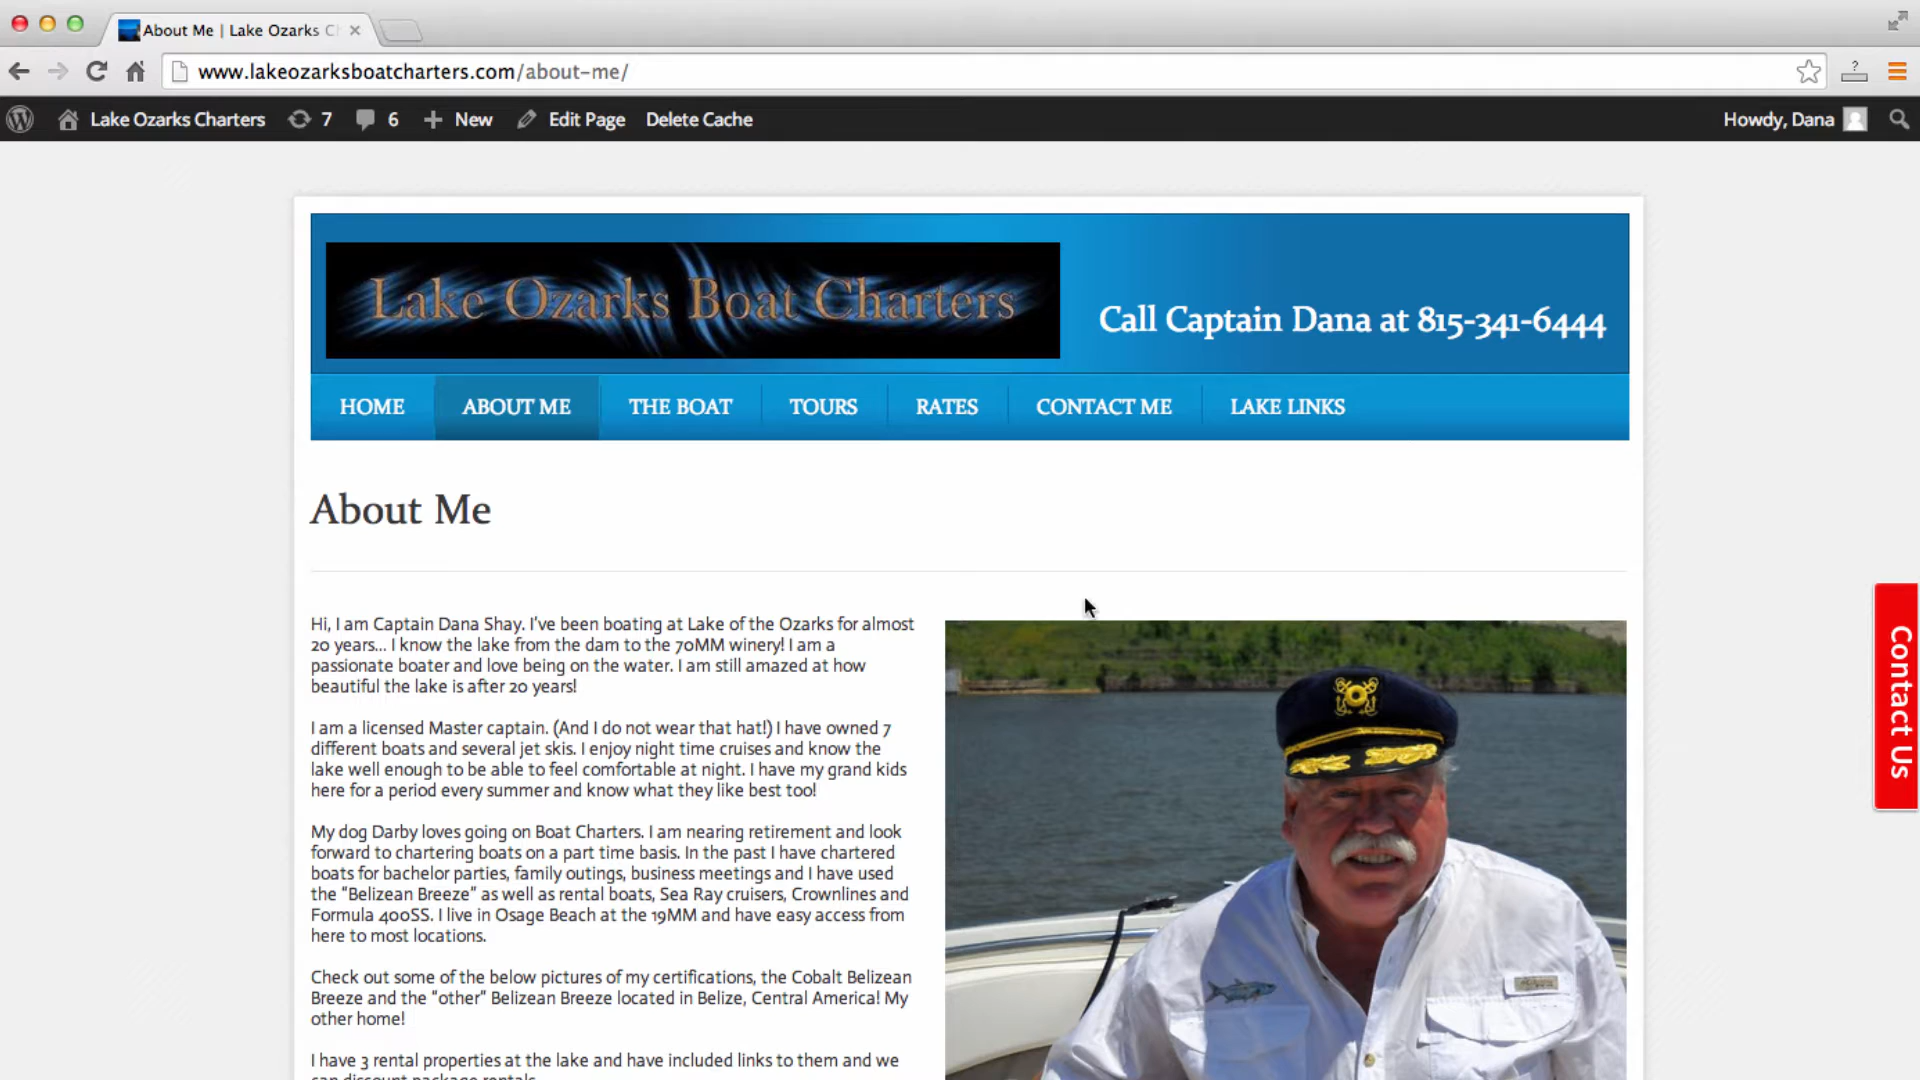 About Me | Lake Ozarks C
www.lakeozarksboatcharters.com/about-me/
Lake Ozarks Charters 7 6 New Edit Page Delete Cache Howdy, Dana
Lake Ozarks Boat Charters
Call Captain Dana at 815-341-6444
HOME ABOUT ME THE BOAT TOURS RATES CONTACT ME LAKE LINKS
About Me
Hi, I am Captain Dana Shay. I've been boating at Lake of the Ozarks for almost
20 years... I know the lake from the dam to the 70MM winery! I am a
passionate boater and love being on the water. I am still amazed at how
beautiful the lake is after 20 years!
I am a licensed Master captain. (And I do not wear that hat!) I have owned 7
different boats and several jet skis. I enjoy night time cruises and know the
lake well enough to be able to feel comfortable at night. I have my grand kids
here for a period every summer and know what they like best too!
My dog Darby loves going on Boat Charters. I am nearing retirement and look
forward to chartering boats on a part time basis. In the past I have chartered
boats for bachelor parties, family outings, business meetings and I have used
the “Belizean Breeze” as well as rental boats, Sea Ray cruisers, Crownlines and
Formula 400SS. I live in Osage Beach at the 19MM and have easy access from
here to most locations.
Check out some of the below pictures of my certifications, the Cobalt Belizean
Breeze and the “other” Belizean Breeze located in Belize, Central America! My
other home!
I have 3 rental properties at the lake and have included links to them and we
can discount package rentals.
Contact Us